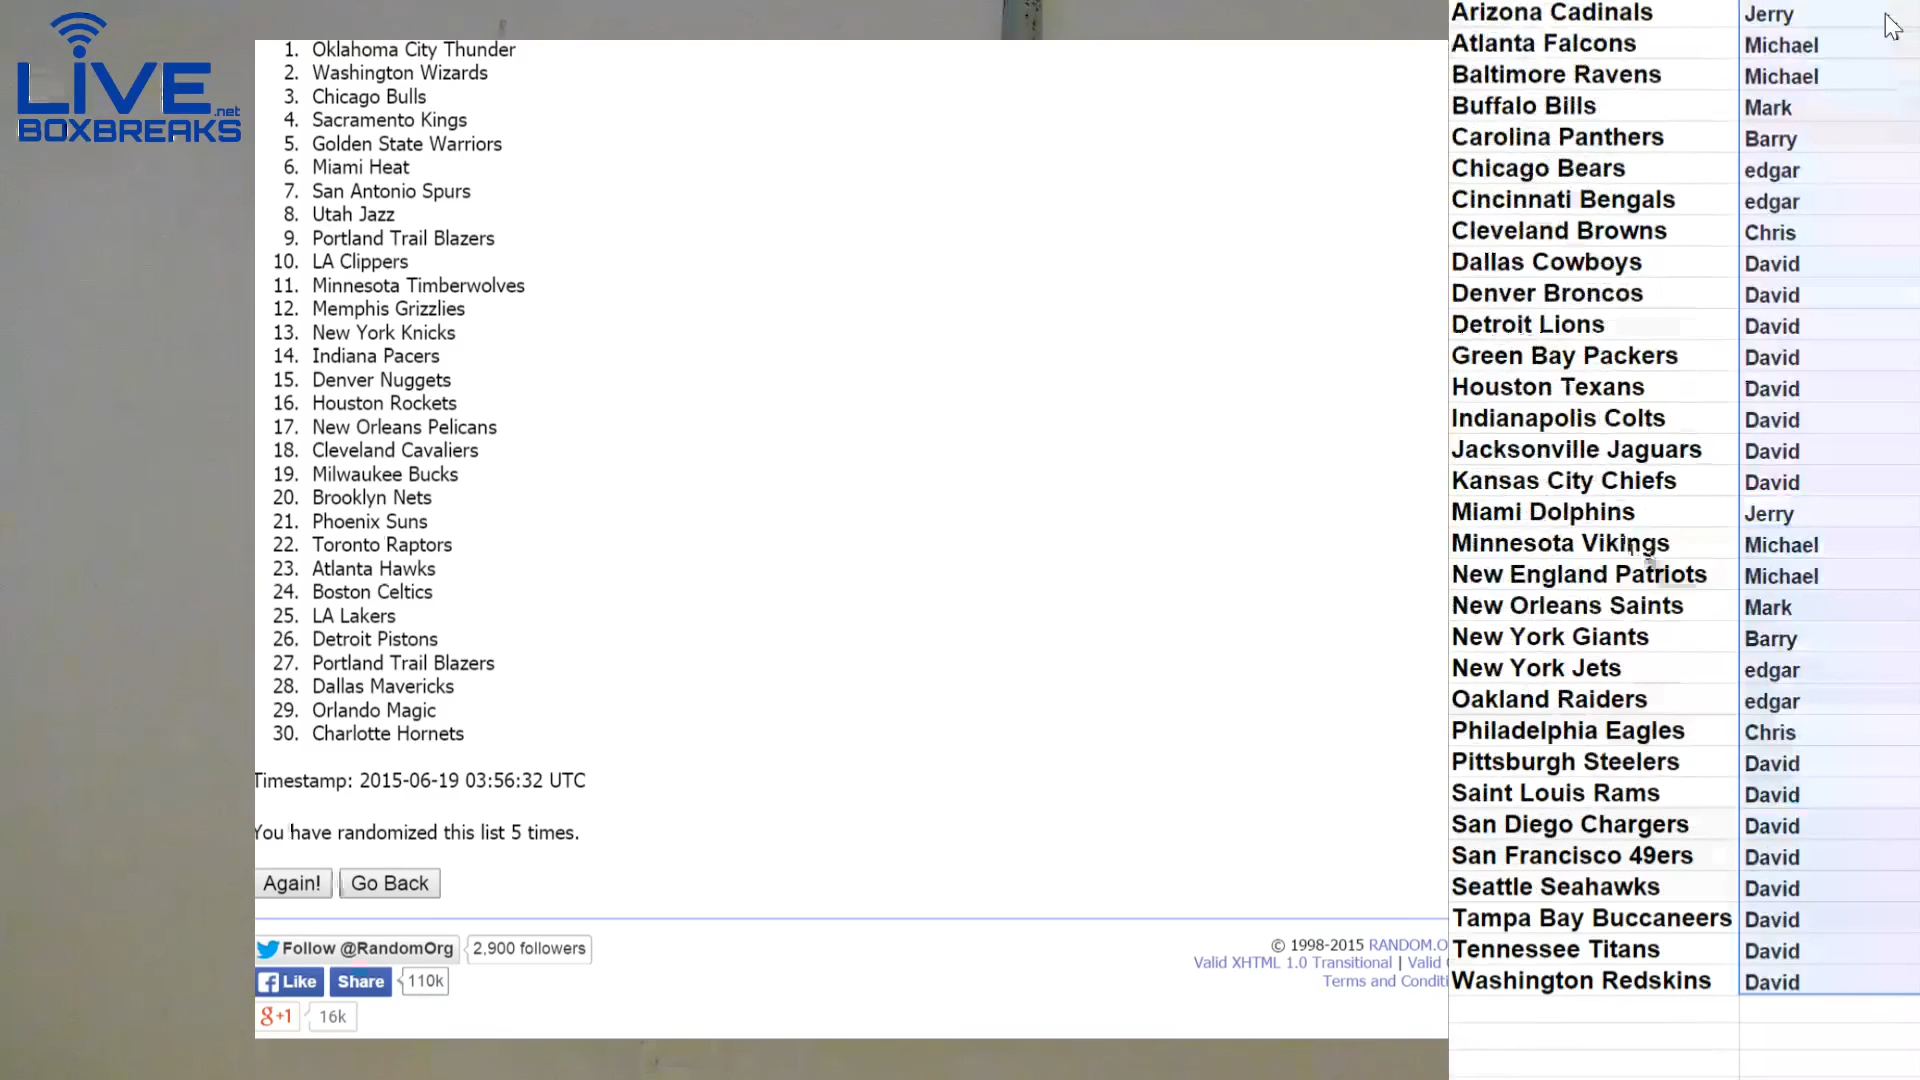 LiVE.net
BOXBREAKS
1. Oklahoma City Thunder
2. Washington Wizards
3. Chicago Bulls
4. Sacramento Kings
5. Golden State Warriors
6. Miami Heat
7. San Antonio Spurs
8. Utah Jazz
9. Portland Trail Blazers
10. LA Clippers
11. Minnesota Timberwolves
12. Memphis Grizzlies
13. New York Knicks
14. Indiana Pacers
15. Denver Nuggets
16. Houston Rockets
17. New Orleans Pelicans
18. Cleveland Cavaliers
19. Milwaukee Bucks
20. Brooklyn Nets
21. Phoenix Suns
22. Toronto Raptors
23. Atlanta Hawks
24. Boston Celtics
25. LA Lakers
26. Detroit Pistons
27. Portland Trail Blazers
28. Dallas Mavericks
29. Orlando Magic
30. Charlotte Hornets
Timestamp: 2015-06-19 03:56:32 UTC
You have randomized this list 5 times.
Again! Go Back
Follow @RandomOrg 2,900 followers
Like Share 110k
g+1 16k
© 1998-2015 RANDOM.O
Valid XHTML 1.0 Transitional | Valid
Terms and Conditi
Arizona Cadinals Jerry
Atlanta Falcons Michael
Baltimore Ravens Michael
Buffalo Bills Mark
Carolina Panthers Barry
Chicago Bears edgar
Cincinnati Bengals edgar
Cleveland Browns Chris
Dallas Cowboys David
Denver Broncos David
Detroit Lions David
Green Bay Packers David
Houston Texans David
Indianapolis Colts David
Jacksonville Jaguars David
Kansas City Chiefs David
Miami Dolphins Jerry
Minnesota Vikings Michael
New England Patriots Michael
New Orleans Saints Mark
New York Giants Barry
New York Jets edgar
Oakland Raiders edgar
Philadelphia Eagles Chris
Pittsburgh Steelers David
Saint Louis Rams David
San Diego Chargers David
San Francisco 49ers David
Seattle Seahawks David
Tampa Bay Buccaneers David
Tennessee Titans David
Washington Redskins David